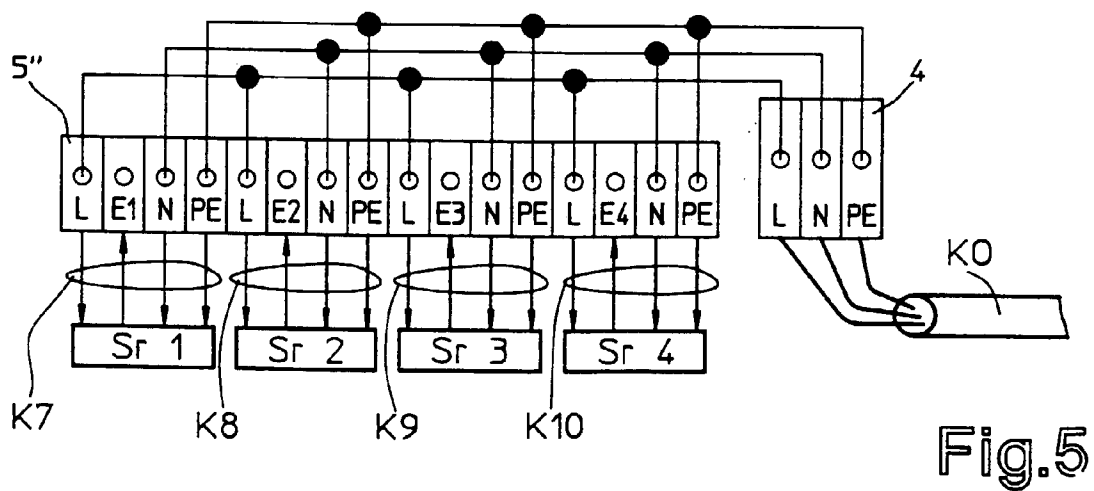 5"
4
L E1 N PE L E2 N PE L E3 N PE L E4 N PE
L N PE
K0
Sr 1 Sr 2 Sr 3 Sr 4
K7 K8 K9 K10
Fig.5